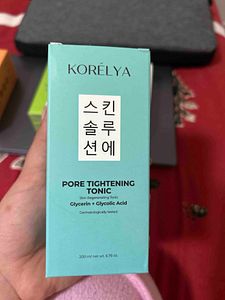 KORÉLYA
스킨
솔루
션에
PORE TIGHTENING
TONIC
Skin Regenerating Tonic
Glycerin + Glycolic Acid
Dermatologically tested
200 ml net wt. 6.76 oz.